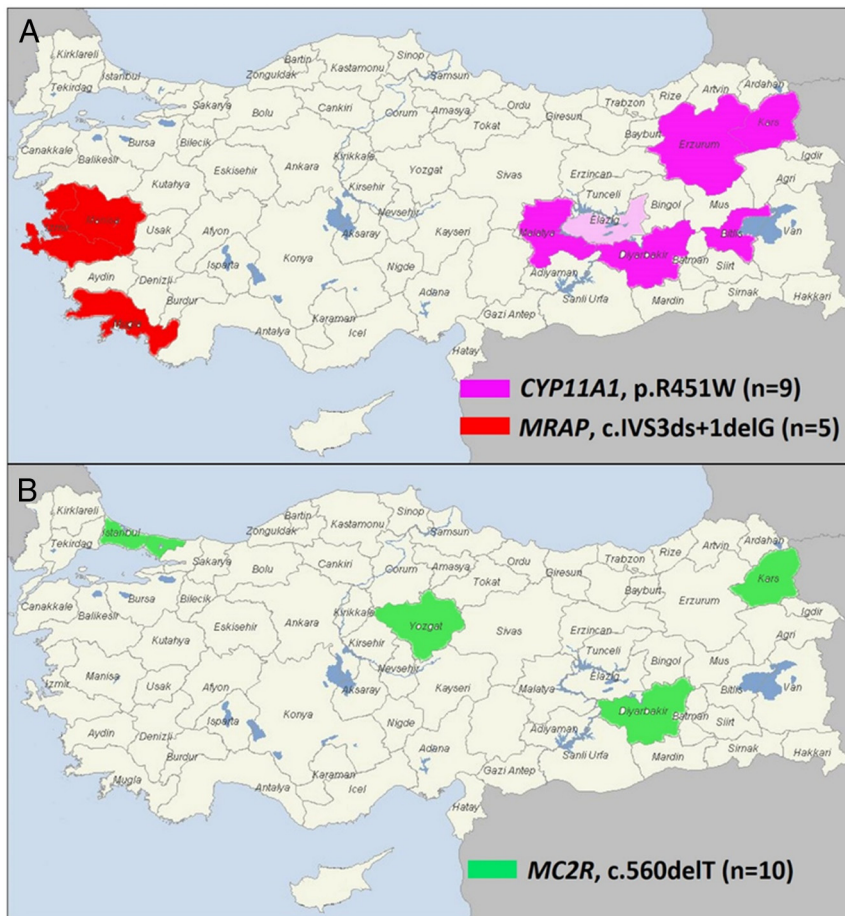 A
Kirklareli
Tekirdag
Istanbul
Sakarya
Zonguldak
Bartin
Kastamonu
Sinop
Samsun
Bolu
Cankiri
Corum
Amasya
Tokat
Ordu
Giresun
Trabzon
Rize
Artvin
Ardahan
Kars
Erzurum
Bayburt
Igdir
Agri
Canakkale
Balikesir
Bursa
Bilecik
Kutahya
Eskisehir
Ankara
Kirikkale
Kirsehir
Yozgat
Sivas
Erzincan
Tunceli
Bingol
Mus
Elazig
Malatya
Diyarbakir
Batman
Bitlis
Van
Siirt
Sirnak
Hakkari
Mardin
Sanli Urfa
Adiyaman
Gazi Antep
Hatay
Adana
Nigde
Kayseri
Nevsehir
Aksaray
Konya
Karaman
Icel
Antalya
Isparta
Afyon
Usak
Denizli
Burdur
Aydin
CYP11A1, p.R451W (n=9)
MRAP, c.IVS3ds+1delG (n=5)
B
Kirklareli
Tekirdag
Istanbul
Sakarya
Zonguldak
Bartin
Kastamonu
Sinop
Samsun
Bolu
Cankiri
Corum
Amasya
Tokat
Ordu
Giresun
Trabzon
Rize
Artvin
Ardahan
Kars
Erzurum
Bayburt
Igdir
Agri
Canakkale
Balikesir
Bursa
Bilecik
Kutahya
Eskisehir
Ankara
Kirikkale
Kirsehir
Yozgat
Sivas
Erzincan
Tunceli
Bingol
Mus
Elazig
Malatya
Diyarbakir
Batman
Bitlis
Van
Siirt
Sirnak
Hakkari
Mardin
Sanli Urfa
Adiyaman
Gazi Antep
Hatay
Adana
Nigde
Kayseri
Nevsehir
Aksaray
Konya
Karaman
Icel
Antalya
Isparta
Afyon
Usak
Manisa
Izmir
Aydin
Denizli
Burdur
Mugla
MC2R, c.560delT (n=10)